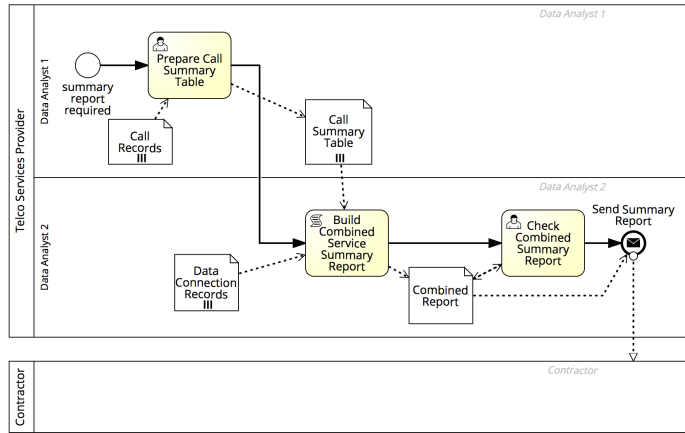 Data Analyst 1
Telco Services Provider
Data Analyst 1
summary
report
required
Prepare Call
Summary
Table
Call
Records
Call
Summary
Table
Data Analyst 2
Data Analyst 2
Build
Combined
Service
Summary
Report
Check
Combined
Summary
Report
Send Summary
Report
Data
Connection
Records
Combined
Report
Contractor
Contractor